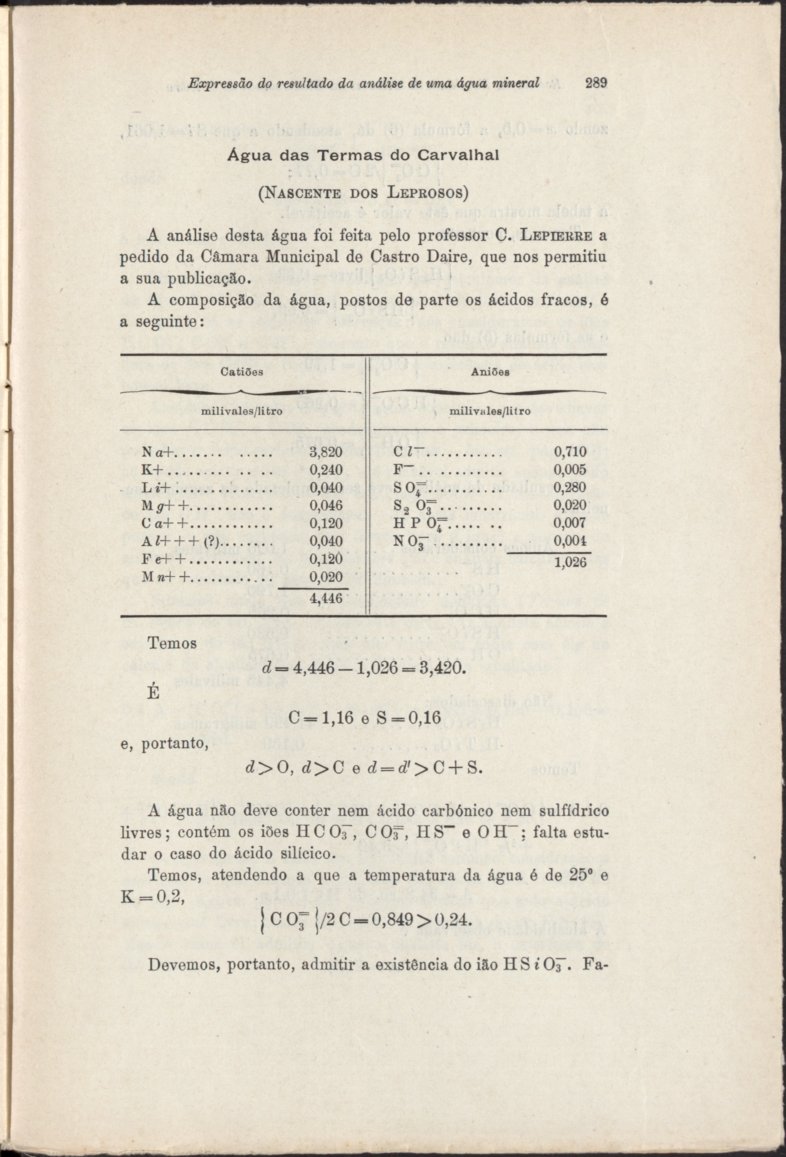 Expressão do resultado da análise de uma água mineral 289
Água das Termas do Carvalhal
(Nascente dos Leprosos)
A análise desta água foi feita pelo professor C. Lepierre a
pedido da Câmara Municipal de Castro Daire, que nos permitiu
a sua publicação.
A composição da água, postos de parte os ácidos fracos, é
a seguinte:
Catiões Aniões
milivales/litro milivales/litro
Na+....... ..... 3,820 Cl⁻........... 0,710
K+........ .. .. 0,240 F⁻.. .......... 0,005
Li+............. 0,040 SO₄⁼........... 0,280
Mg++............ 0,046 S₂O₃⁼......... 0,020
Ca++............ 0,120 HPO₄⁼..... .. 0,007
Al+++(?)........ 0,040 NO₃⁻.......... 0,004
Fe++............ 0,120 1,026
Mn++............ 0,020
4,446
Temos
d = 4,446 — 1,026 = 3,420.
É
C = 1,16 e S = 0,16
e, portanto,
d > O, d > C e d = d' > C + S.
A água não deve conter nem ácido carbónico nem sulfídrico
livres; contém os iões HCO₃⁻, CO₃⁼, HS⁻ e OH⁻; falta estu-
dar o caso do ácido silícico.
Temos, atendendo a que a temperatura da água é de 25º e
K = 0,2,
{CO₃⁼}/2 C = 0,849 > 0,24.
Devemos, portanto, admitir a existência do ião HSiO₃⁻. Fa-